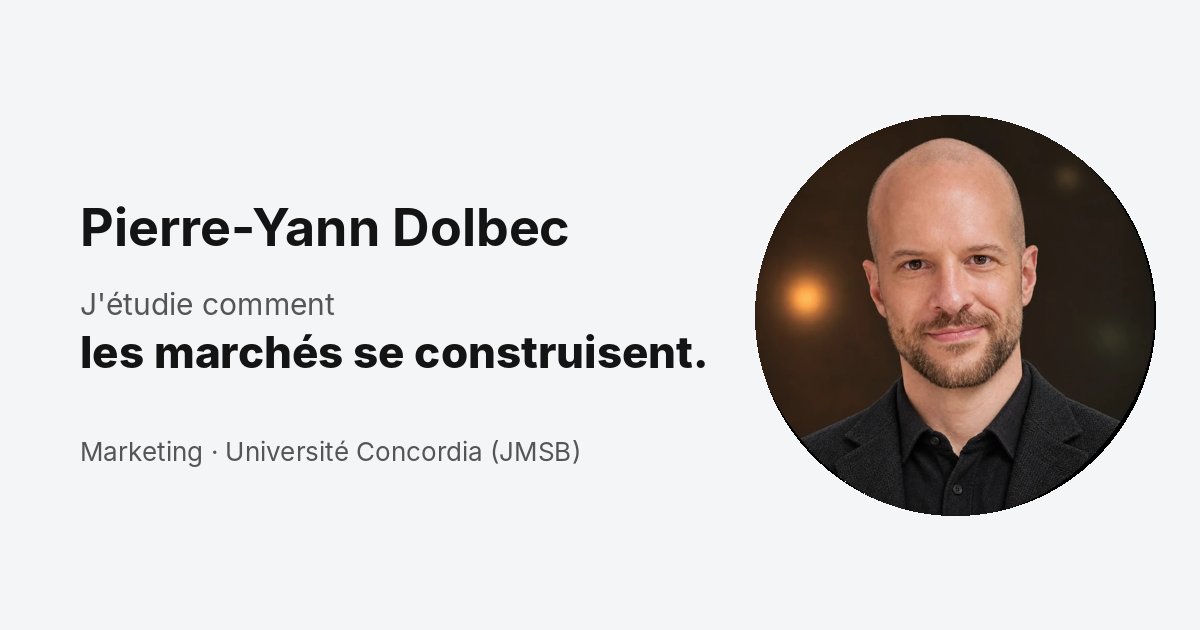 Pierre-Yann Dolbec
J'étudie comment
les marchés se construisent.
Marketing · Université Concordia (JMSB)